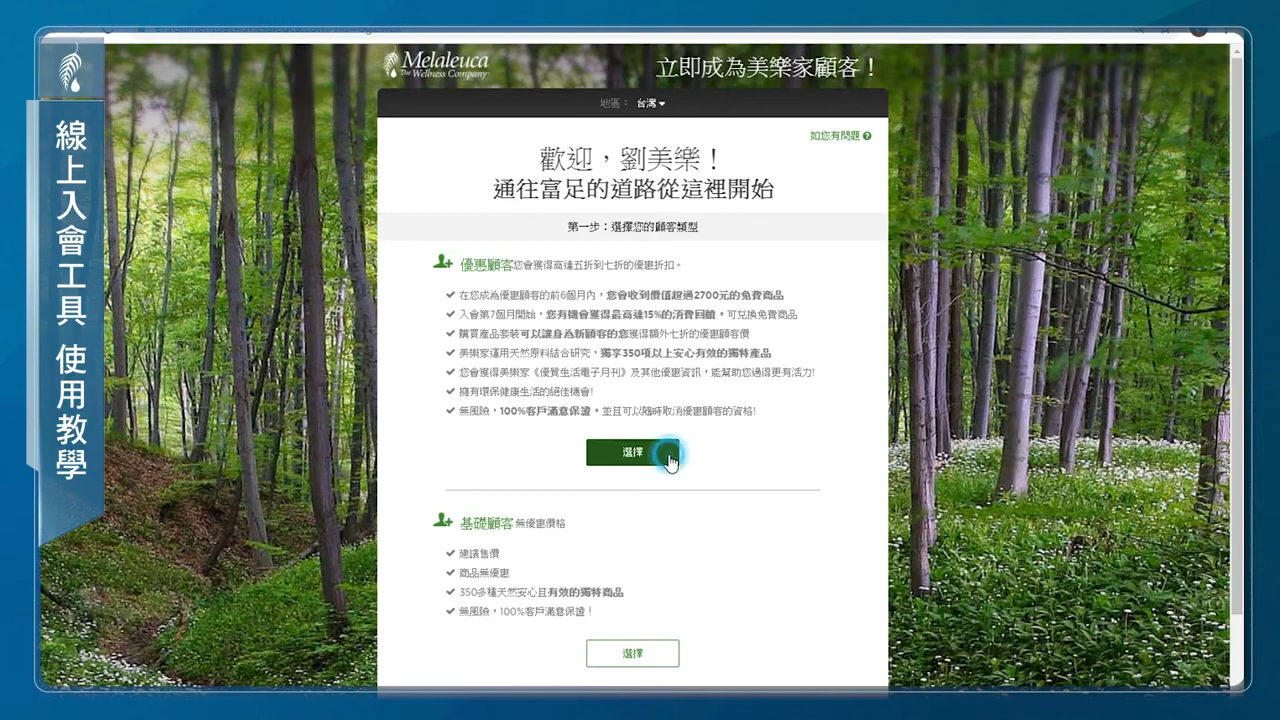 線上入會工具 使用教學
Melaleuca
The Wellness Company
立即成為美樂家顧客！
地區： 台灣
如您有問題
歡迎，劉美樂！
通往富足的道路從這裡開始
第一步：選擇您的顧客類型
優惠顧客您會獲得高達五折到七折的優惠折扣。
在您成為優惠顧客的前6個月內，您會收到價值超過2700元的免費商品
入會第7個月開始，您有機會獲得最高達15%的消費回饋，可兌換免費商品
購買產品套裝可以讓身為新顧客的您獲得額外七折的優惠顧客價
美樂家運用天然原料結合研究，獨享350項以上安心有效的獨特產品
您會獲得美樂家《優質生活電子月刊》及其他優惠資訊，能幫助您過得更有活力!
擁有環保健康生活的絕佳機會!
無風險，100%客戶滿意保證，並且可以隨時取消優惠顧客的資格!
選擇
基礎顧客 無優惠價格
建議售價
商品無優惠
350多種天然安心且有效的獨特商品
無風險，100%客戶滿意保證！
選擇